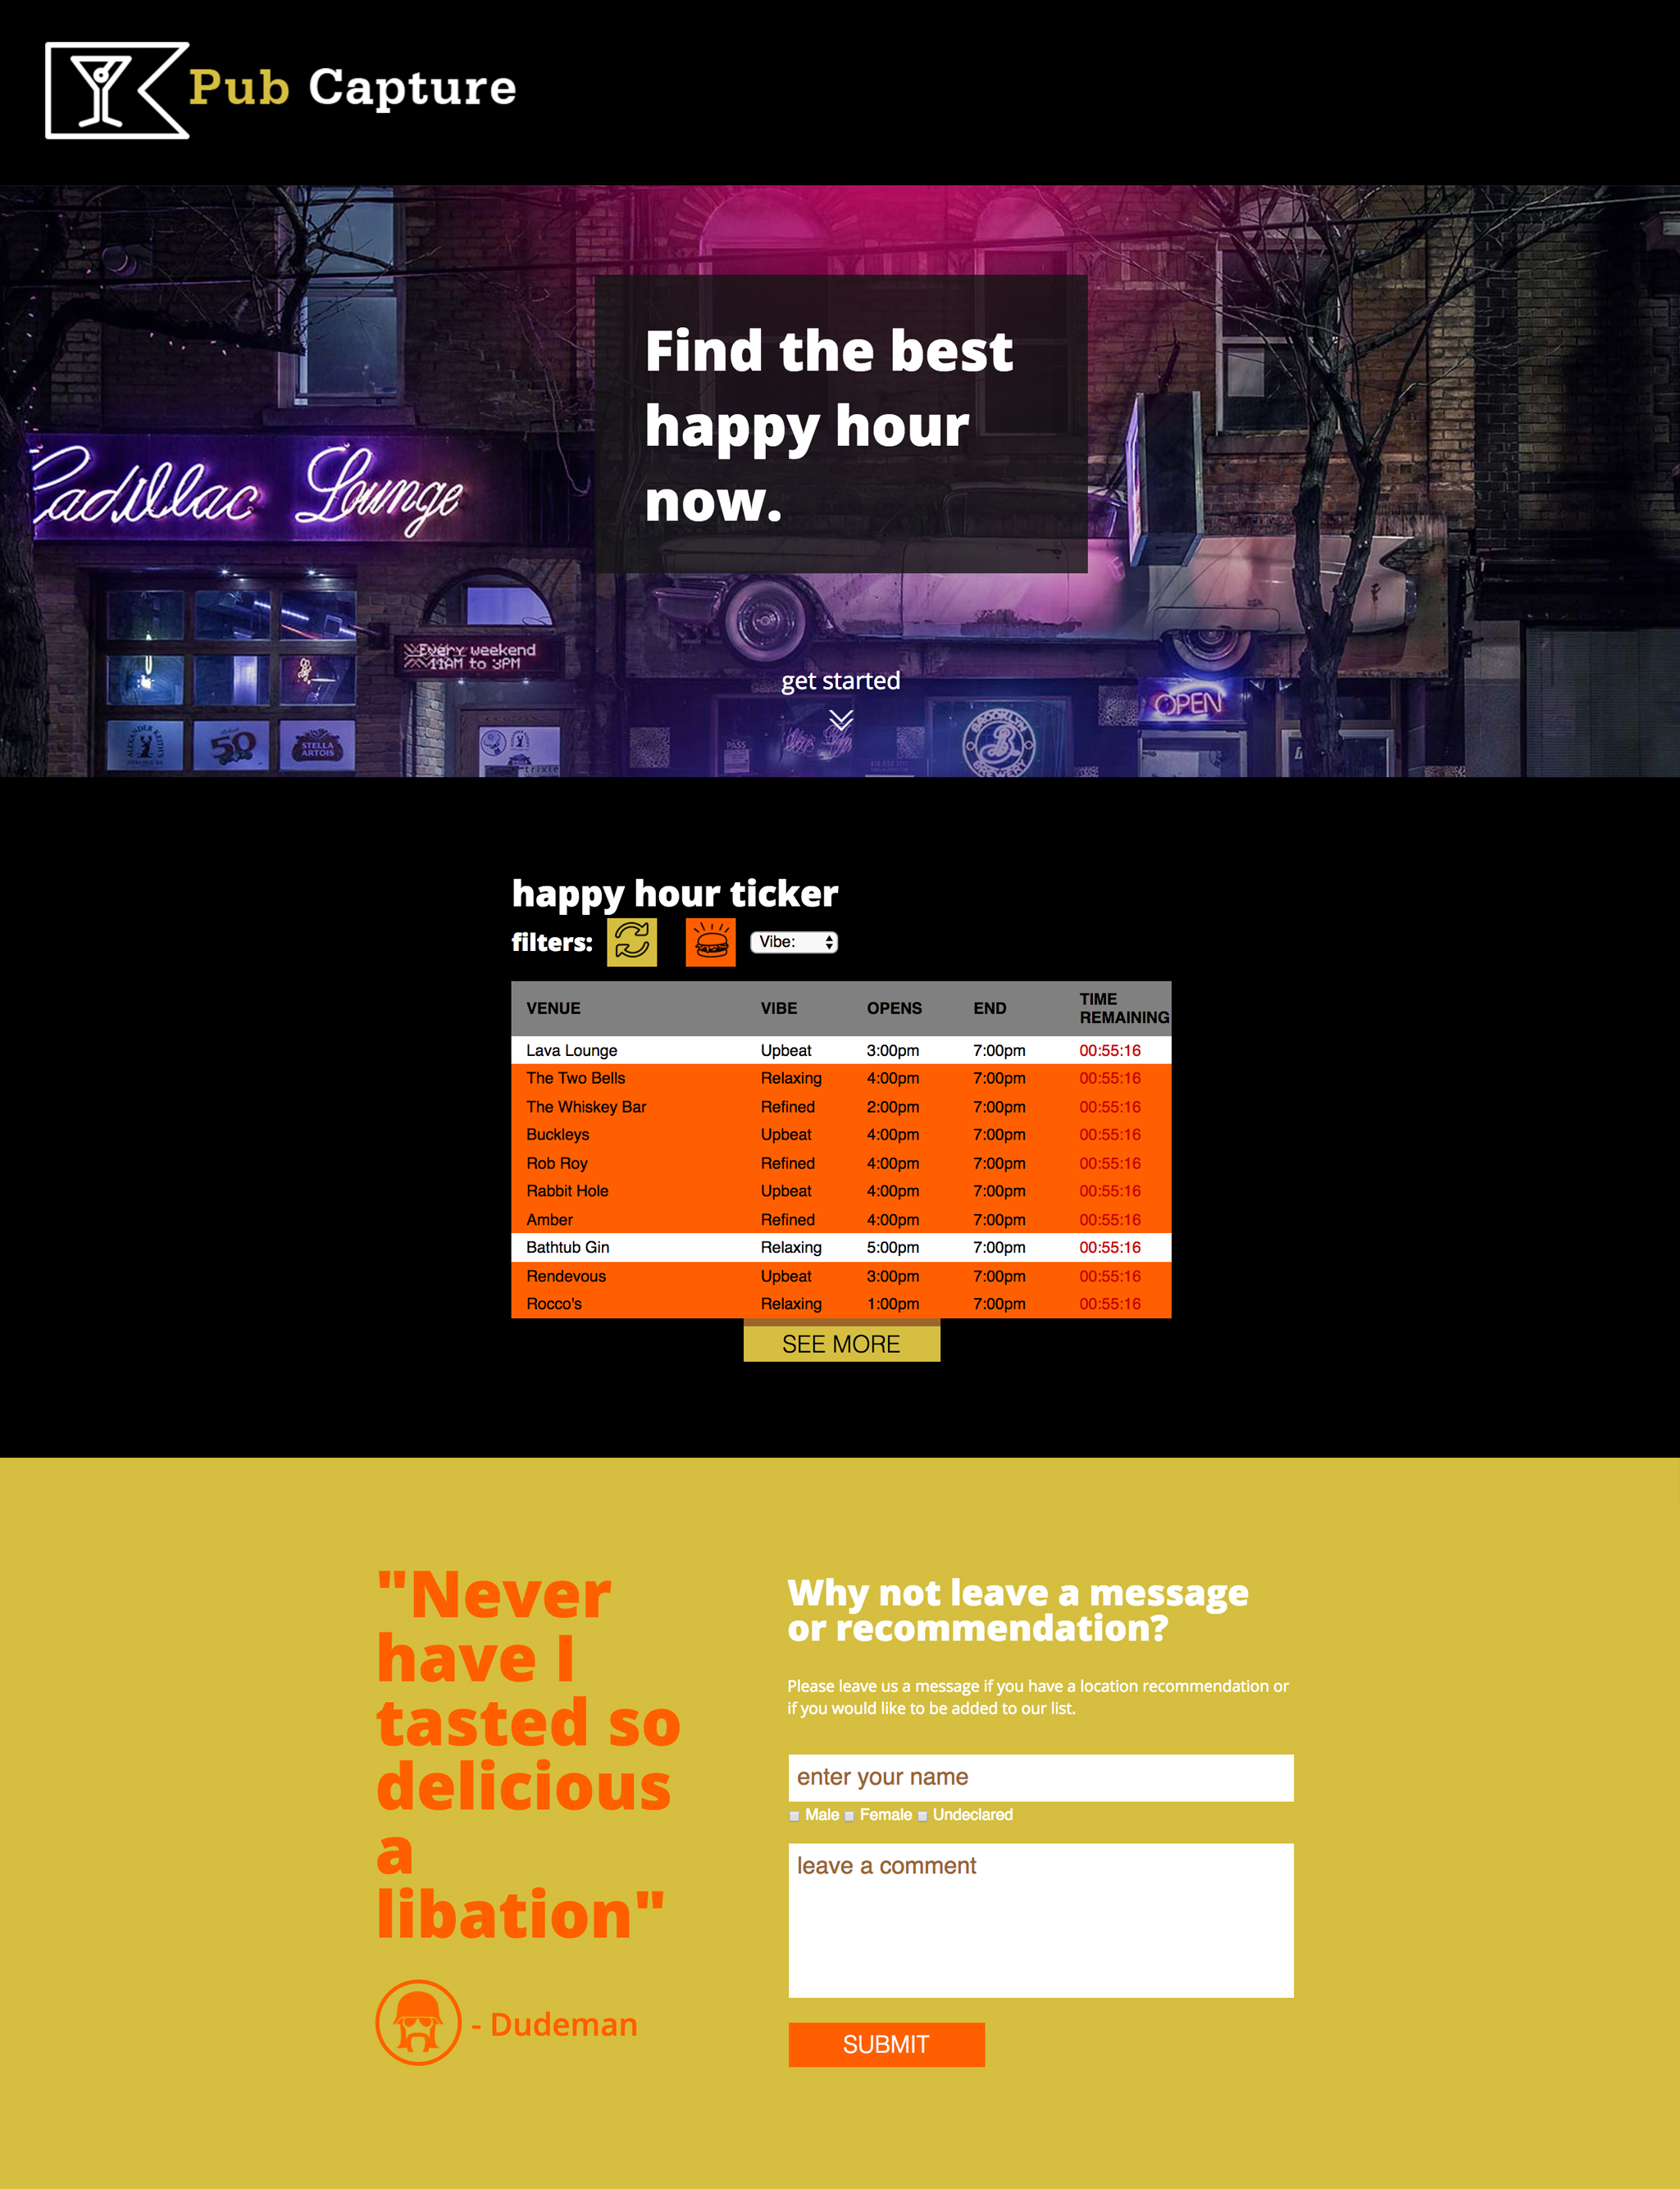 Pub Capture
Find the best
happy hour
now.
Cadillac Lounge
Every weekend
11AM to 3PM
get started
OPEN
50
STELLA
ARTOIS
PASS
BROOKLYN
B
BREWERY
trixie
happy hour ticker
filters:
Vibe:
VENUE VIBE OPENS END TIME REMAINING
Lava Lounge Upbeat 3:00pm 7:00pm 00:55:16
The Two Bells Relaxing 4:00pm 7:00pm 00:55:16
The Whiskey Bar Refined 2:00pm 7:00pm 00:55:16
Buckleys Upbeat 4:00pm 7:00pm 00:55:16
Rob Roy Refined 4:00pm 7:00pm 00:55:16
Rabbit Hole Upbeat 4:00pm 7:00pm 00:55:16
Amber Refined 4:00pm 7:00pm 00:55:16
Bathtub Gin Relaxing 5:00pm 7:00pm 00:55:16
Rendevous Upbeat 3:00pm 7:00pm 00:55:16
Rocco's Relaxing 1:00pm 7:00pm 00:55:16
SEE MORE
"Never
have I
tasted so
delicious
a
libation"
- Dudeman
Why not leave a message
or recommendation?
Please leave us a message if you have a location recommendation or
if you would like to be added to our list.
enter your name
Male Female Undeclared
leave a comment
SUBMIT